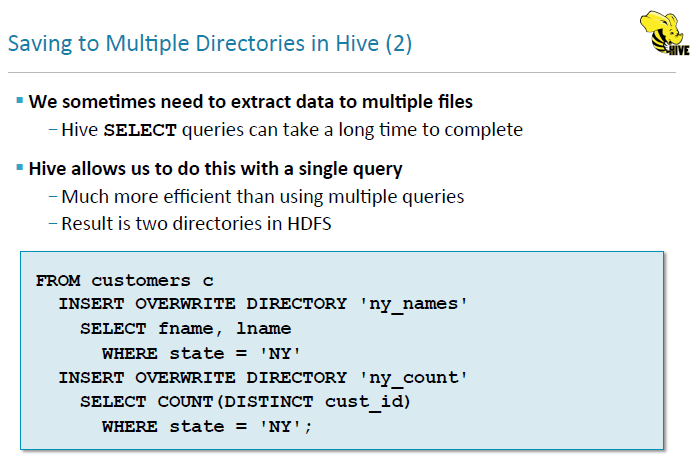 Saving to Multiple Directories in Hive (2)
HIVE
▪ We sometimes need to extract data to multiple files
– Hive SELECT queries can take a long time to complete
▪ Hive allows us to do this with a single query
– Much more efficient than using multiple queries
– Result is two directories in HDFS
FROM customers c
INSERT OVERWRITE DIRECTORY 'ny_names'
SELECT fname, lname
WHERE state = 'NY'
INSERT OVERWRITE DIRECTORY 'ny_count'
SELECT COUNT(DISTINCT cust_id)
WHERE state = 'NY';